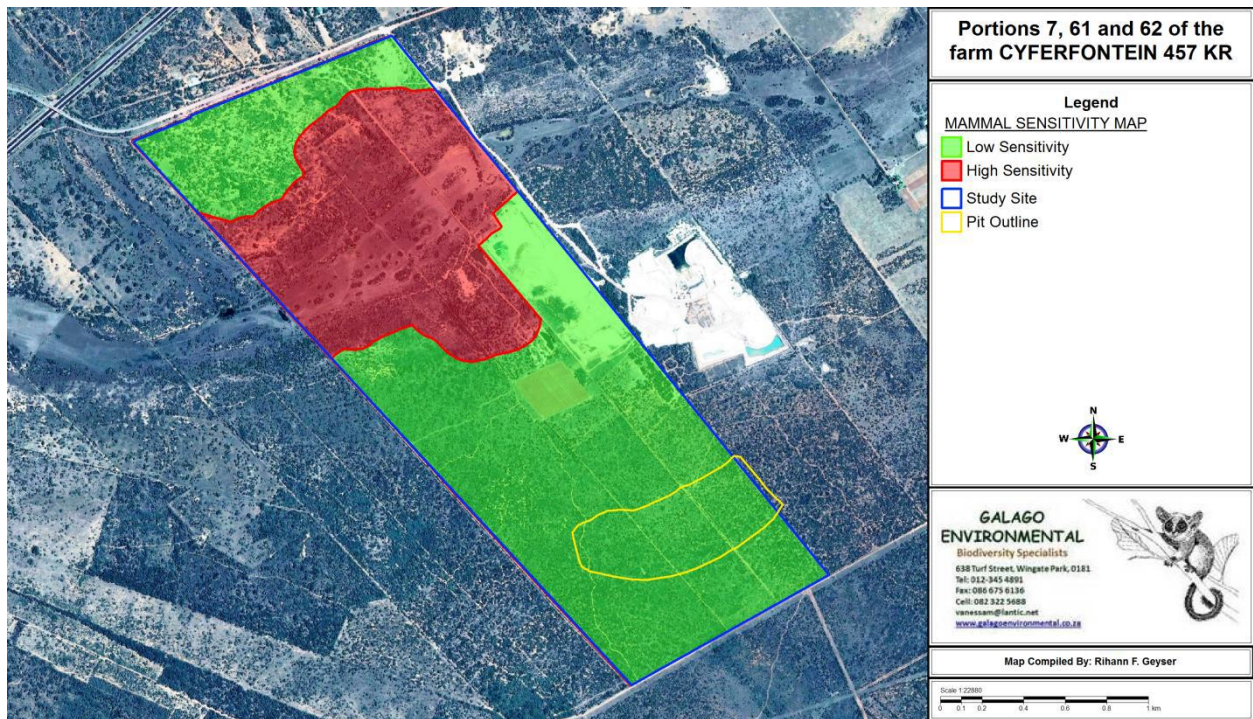 Portions 7, 61 and 62 of the
farm CYFERFONTEIN 457 KR
Legend
MAMMAL SENSITIVITY MAP
Low Sensitivity
High Sensitivity
Study Site
Pit Outline
N
W E
S
GALAGO
ENVIRONMENTAL
Biodiversity Specialists
638 Turf Street, Wingate Park, 0181
Tel: 012-345 4891
Fax: 086 675 6136
Cell: 082 322 5688
vanessam@lantic.net
www.galagoenvironmental.co.za
Map Compiled By: Rihann F. Geyser
Scale 1:22880
0 0.1 0.2 0.4 0.6 0.8 1 km